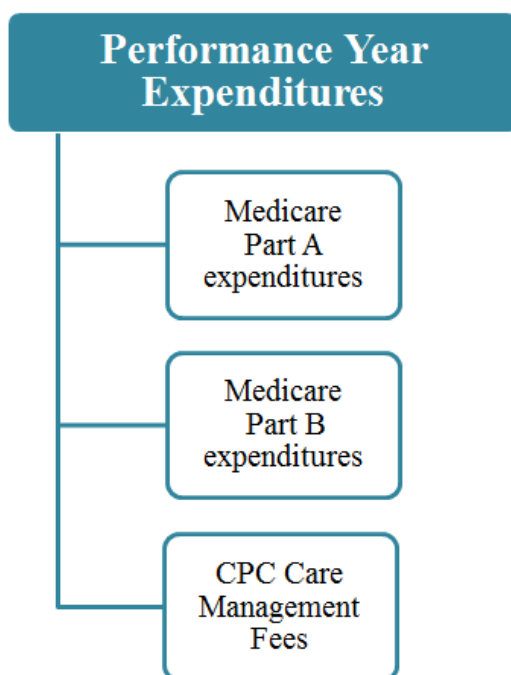 Performance Year
Expenditures
Medicare
Part A
expenditures
Medicare
Part B
expenditures
CPC Care
Management
Fees